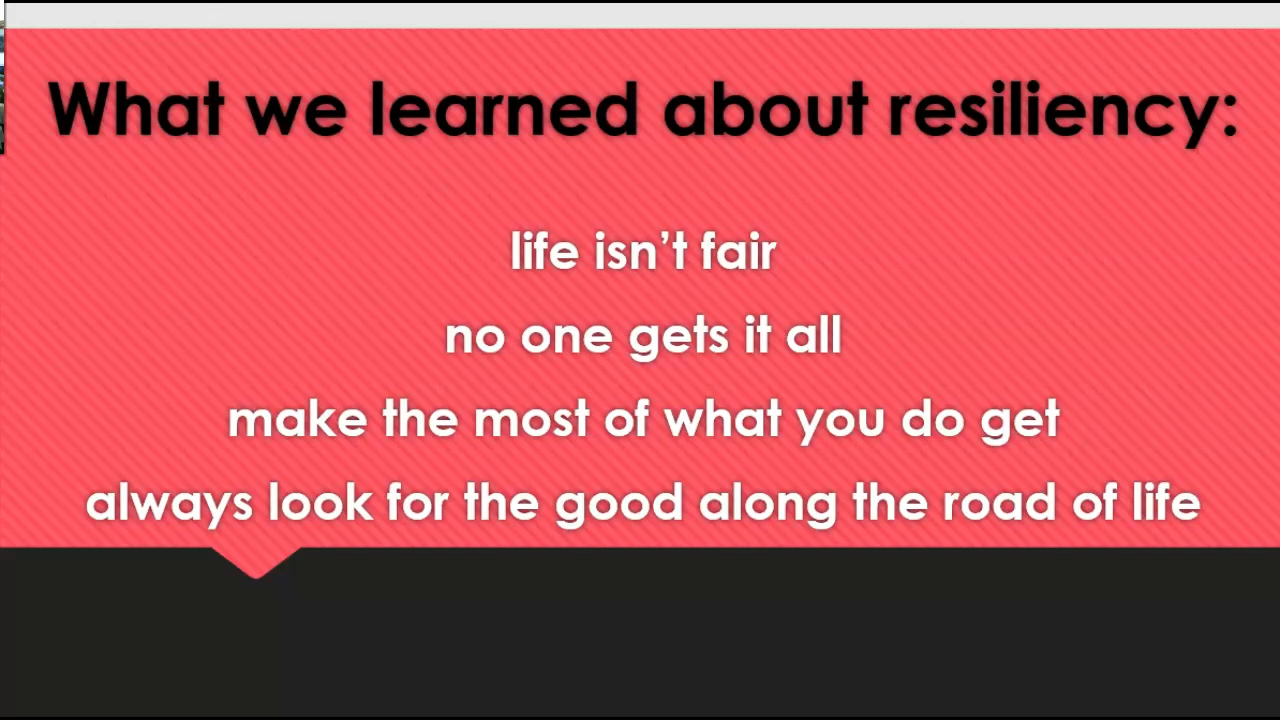 What we learned about resiliency:
life isn’t fair
no one gets it all
make the most of what you do get
always look for the good along the road of life